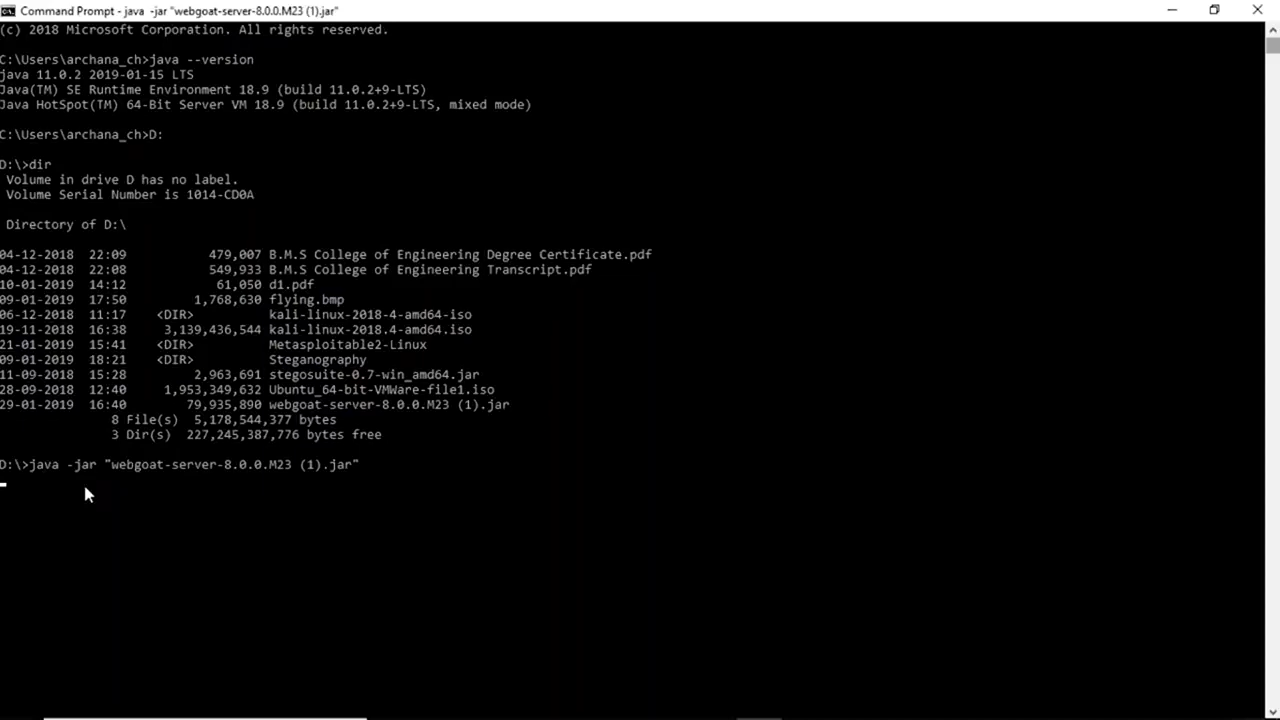 Command Prompt - java -jar "webgoat-server-8.0.0.M23 (1).jar"
(c) 2018 Microsoft Corporation. All rights reserved.
C:\Users\archana_ch>java --version
java 11.0.2 2019-01-15 LTS
Java(TM) SE Runtime Environment 18.9 (build 11.0.2+9-LTS)
Java HotSpot(TM) 64-Bit Server VM 18.9 (build 11.0.2+9-LTS, mixed mode)
C:\Users\archana_ch>D:
D:\>dir
Volume in drive D has no label.
Volume Serial Number is 1014-CD0A
Directory of D:\
04-12-2018 22:09 479,007 B.M.S College of Engineering Degree Certificate.pdf
04-12-2018 22:08 549,933 B.M.S College of Engineering Transcript.pdf
10-01-2019 14:12 61,050 d1.pdf
09-01-2019 17:50 1,768,630 flying.bmp
06-12-2018 11:17 <DIR> kali-linux-2018-4-amd64-iso
19-11-2018 16:38 3,139,436,544 kali-linux-2018.4-amd64.iso
21-01-2019 15:41 <DIR> Metasploitable2-Linux
09-01-2019 18:21 <DIR> Steganography
11-09-2018 15:28 2,963,691 stegosuite-0.7-win_amd64.jar
28-09-2018 12:40 1,953,349,632 Ubuntu_64-bit-VMWare-file1.iso
29-01-2019 16:40 79,935,890 webgoat-server-8.0.0.M23 (1).jar
8 File(s) 5,178,544,377 bytes
3 Dir(s) 227,245,387,776 bytes free
D:\>java -jar "webgoat-server-8.0.0.M23 (1).jar"